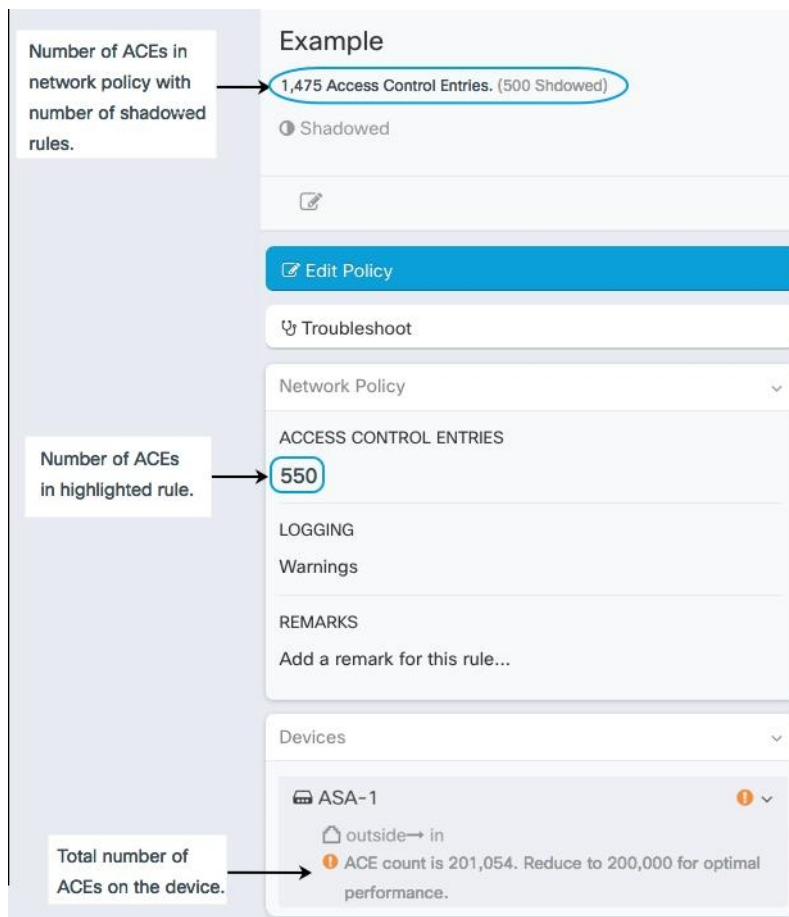 Number of ACEs in
network policy with
number of shadowed
rules.
Example
1,475 Access Control Entries. (500 Shdowed)
Shadowed
Edit Policy
Troubleshoot
Network Policy
ACCESS CONTROL ENTRIES
Number of ACEs
in highlighted rule.
550
LOGGING
Warnings
REMARKS
Add a remark for this rule...
Devices
ASA-1
outside→ in
Total number of
ACEs on the device.
ACE count is 201,054. Reduce to 200,000 for optimal
performance.